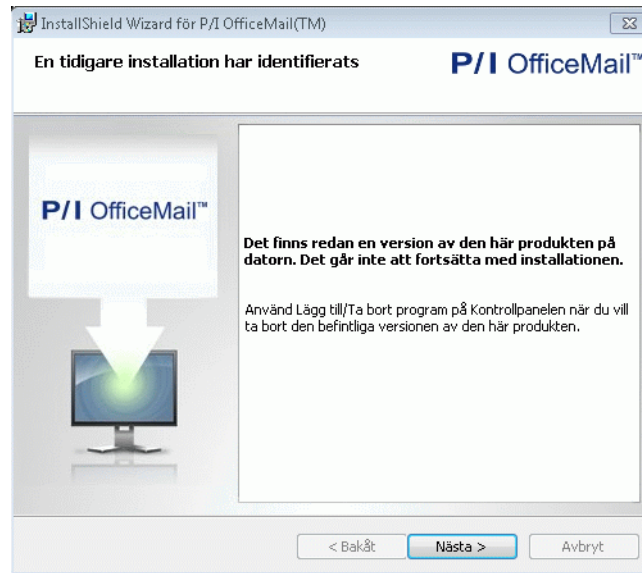 InstallShield Wizard för P/I OfficeMail(TM)
En tidigare installation har identifierats
P/I OfficeMail™
P/I OfficeMail™
Det finns redan en version av den här produkten på
datorn. Det går inte att fortsätta med installationen.
Använd Lägg till/Ta bort program på Kontrollpanelen när du vill
ta bort den befintliga versionen av den här produkten.
< Bakåt
Nästa >
Avbryt